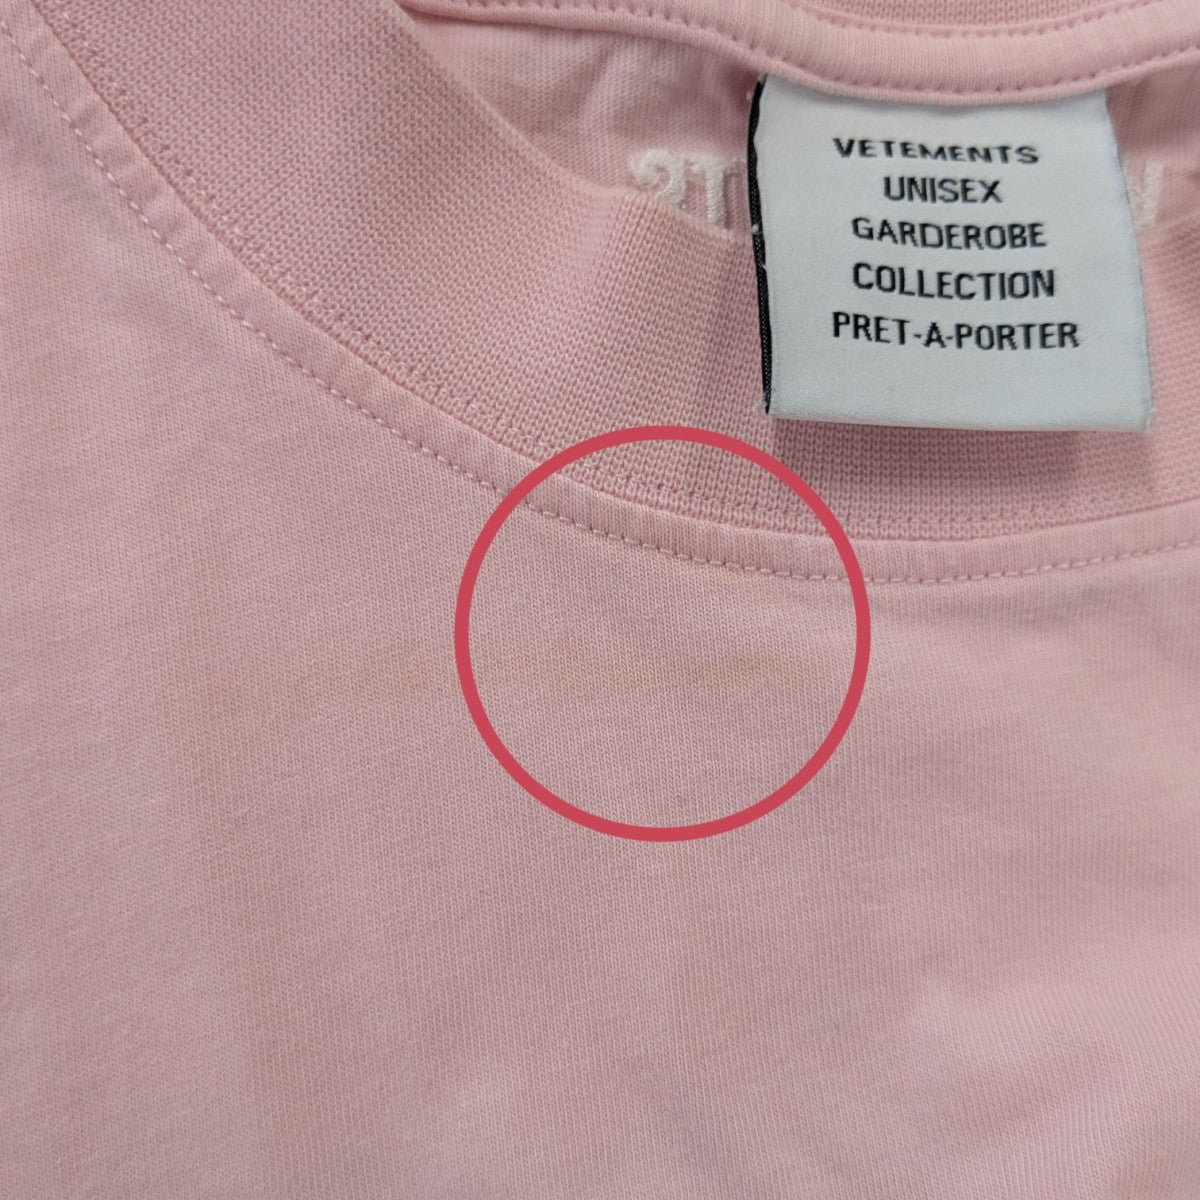 VETEMENTS
UNISEX
GARDEROBE
COLLECTION
PRET-A-PORTER